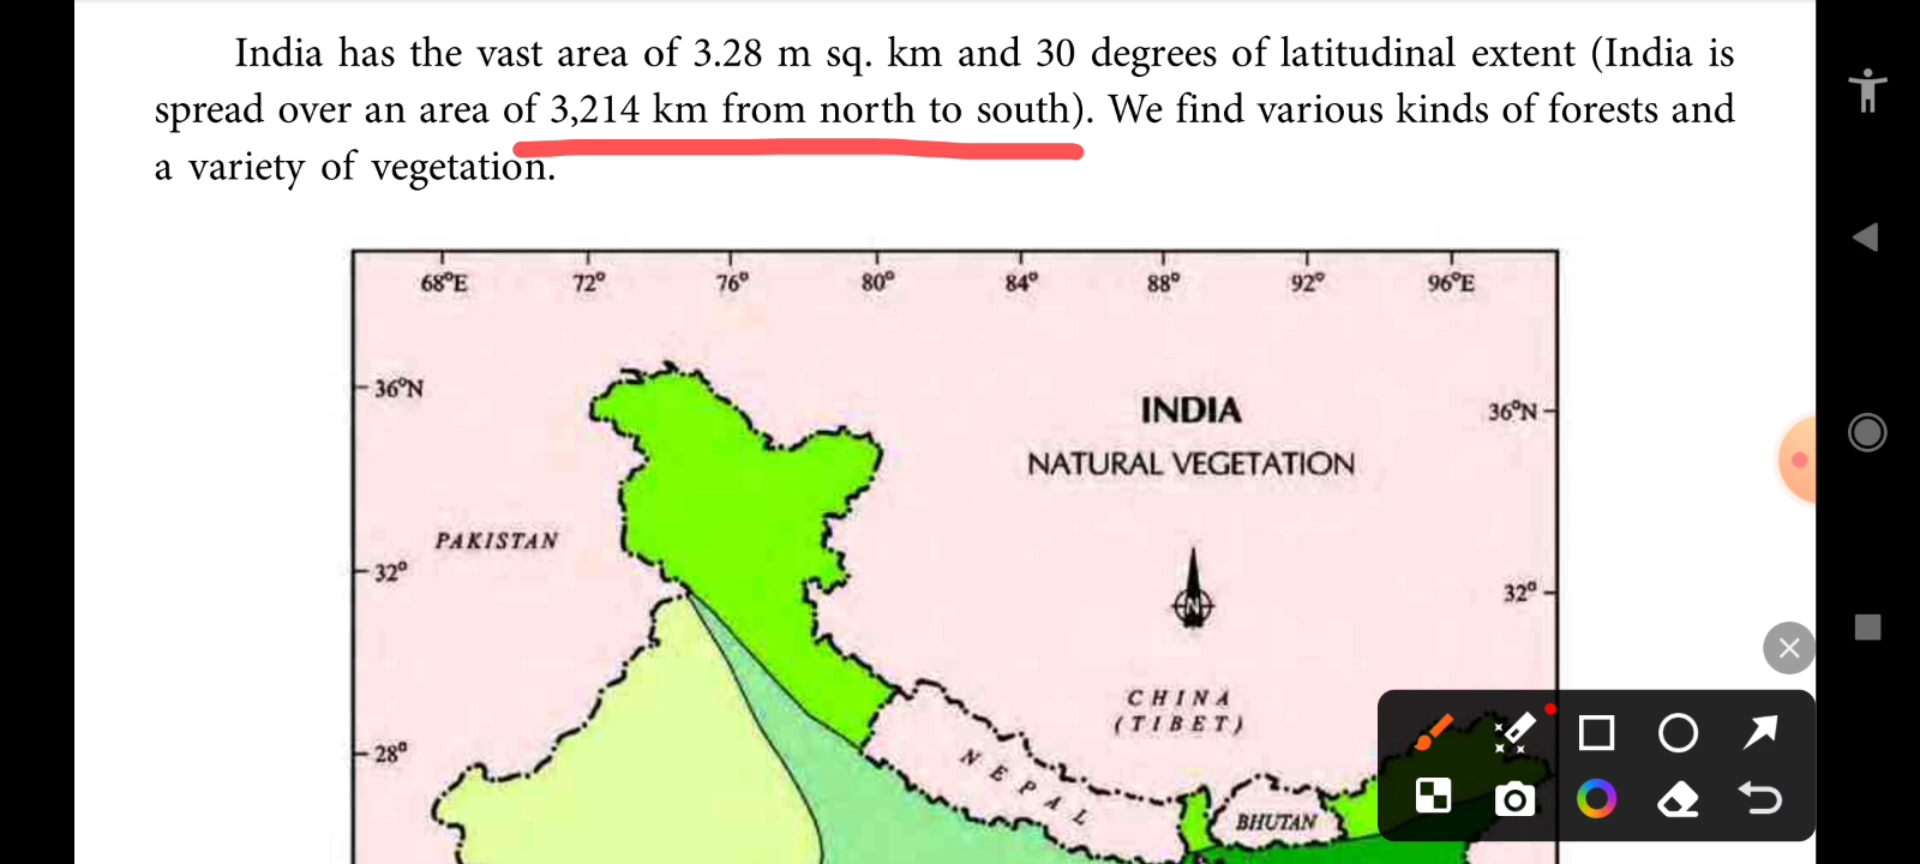 India has the vast area of 3.28 m sq. km and 30 degrees of latitudinal extent (India is
spread over an area of 3,214 km from north to south). We find various kinds of forests and
a variety of vegetation.
68°E 72° 76° 80° 84° 88° 92° 96°E
36°N
INDIA
36°N
NATURAL VEGETATION
PAKISTAN
32°
32°
N
CHINA
(TIBET)
28°
NEPAL
BHUTAN